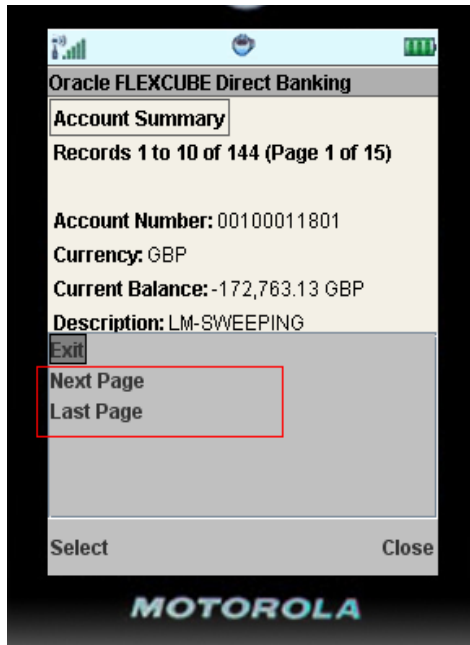 Oracle FLEXCUBE Direct Banking
Account Summary
Records 1 to 10 of 144 (Page 1 of 15)
Account Number: 00100011801
Currency: GBP
Current Balance: -172,763.13 GBP
Description: LM-SWEEPING
Exit
Next Page
Last Page
Select Close
MOTOROLA